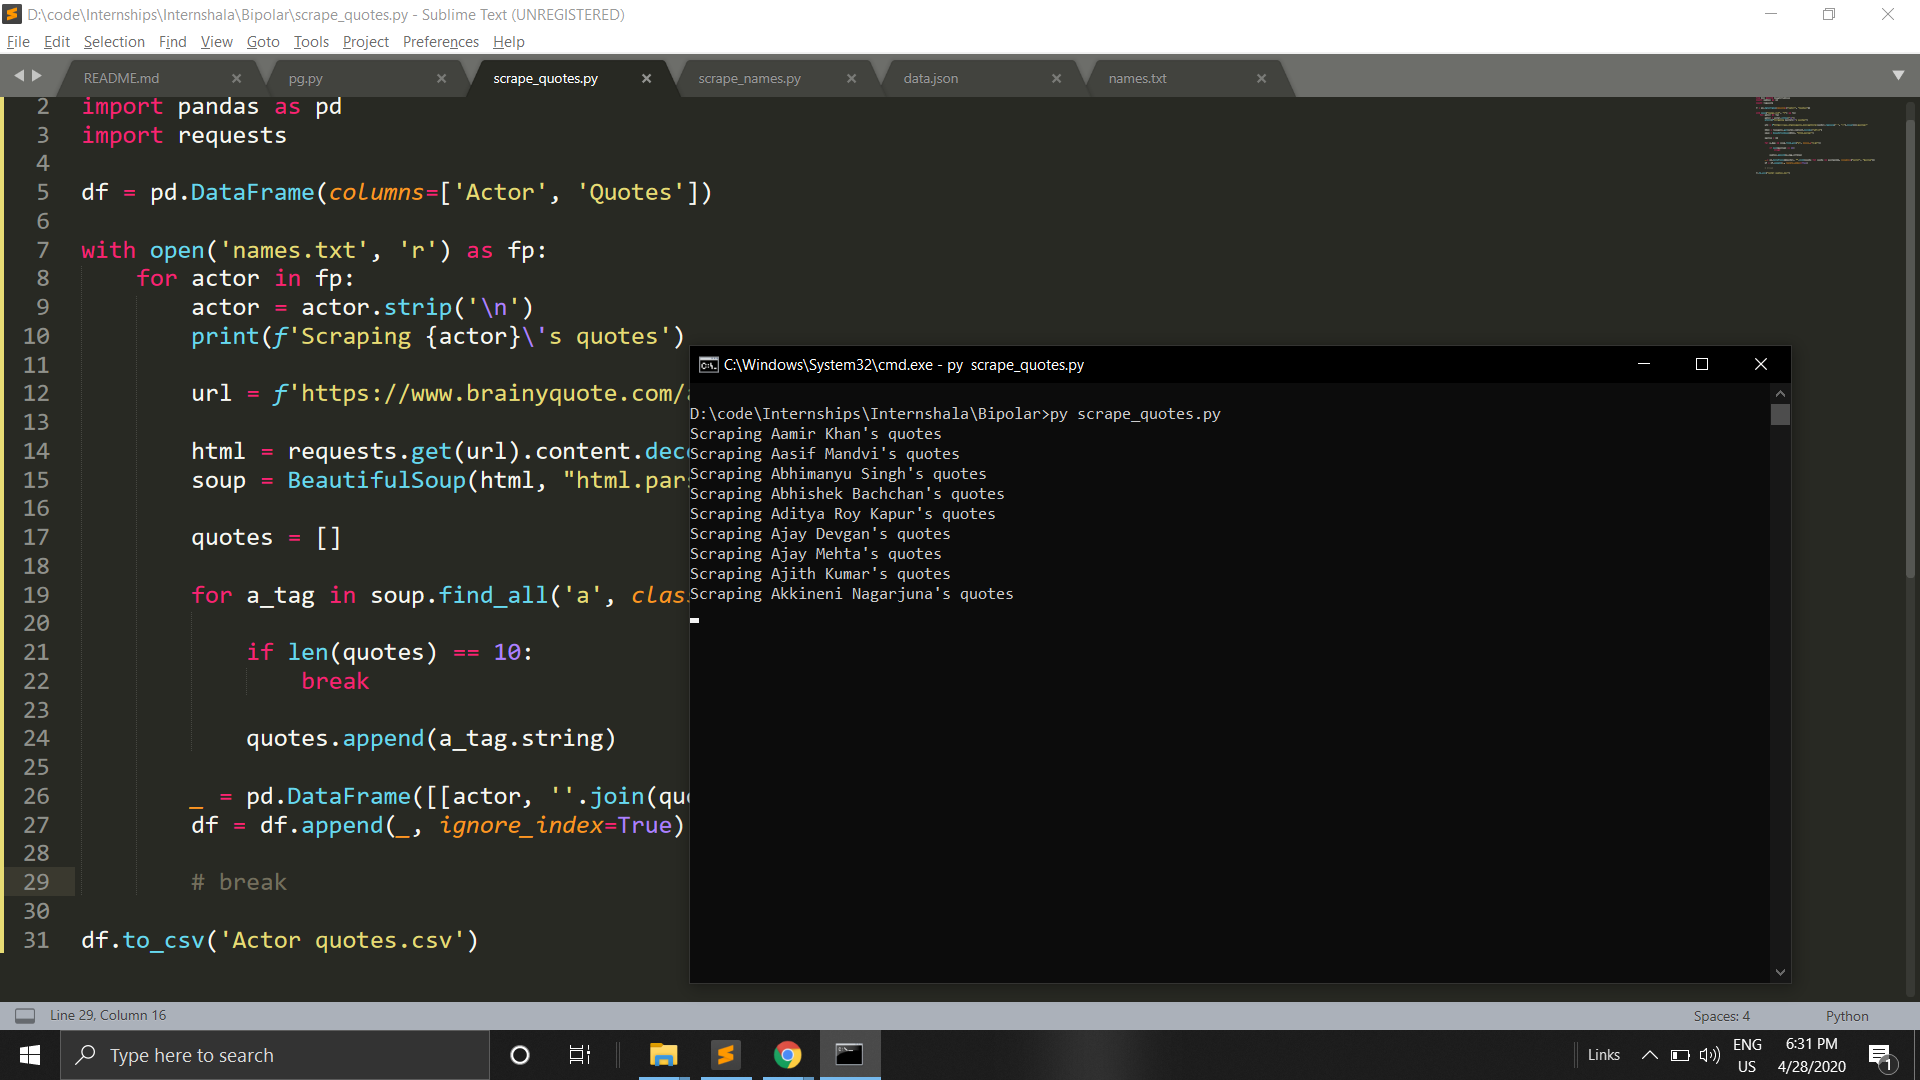 D:\code\Internships\Internshala\Bipolar\scrape_quotes.py - Sublime Text (UNREGISTERED)
File Edit Selection Find View Goto Tools Project Preferences Help
README.md pg.py scrape_quotes.py scrape_names.py data.json names.txt
2 import pandas as pd
3 import requests
4
5 df = pd.DataFrame(columns=['Actor', 'Quotes'])
6
7 with open('names.txt', 'r') as fp:
8 for actor in fp:
9 actor = actor.strip('\n')
10 print(f'Scraping {actor}\'s quotes')
11
12 url = f'https://www.brainyquote.com/
13
14 html = requests.get(url).content.dec
15 soup = BeautifulSoup(html, "html.par
16
17 quotes = []
18
19 for a_tag in soup.find_all('a', clas
20
21 if len(quotes) == 10:
22 break
23
24 quotes.append(a_tag.string)
25
26 _ = pd.DataFrame([[actor, ''.join(qu
27 df = df.append(_, ignore_index=True)
28
29 # break
30
31 df.to_csv('Actor quotes.csv')
C:\Windows\System32\cmd.exe - py scrape_quotes.py
D:\code\Internships\Internshala\Bipolar>py scrape_quotes.py
Scraping Aamir Khan's quotes
Scraping Aasif Mandvi's quotes
Scraping Abhimanyu Singh's quotes
Scraping Abhishek Bachchan's quotes
Scraping Aditya Roy Kapur's quotes
Scraping Ajay Devgan's quotes
Scraping Ajay Mehta's quotes
Scraping Ajith Kumar's quotes
Scraping Akkineni Nagarjuna's quotes
Line 29, Column 16 Spaces: 4 Python
Type here to search
Links
ENG
US
6:31 PM
4/28/2020
1